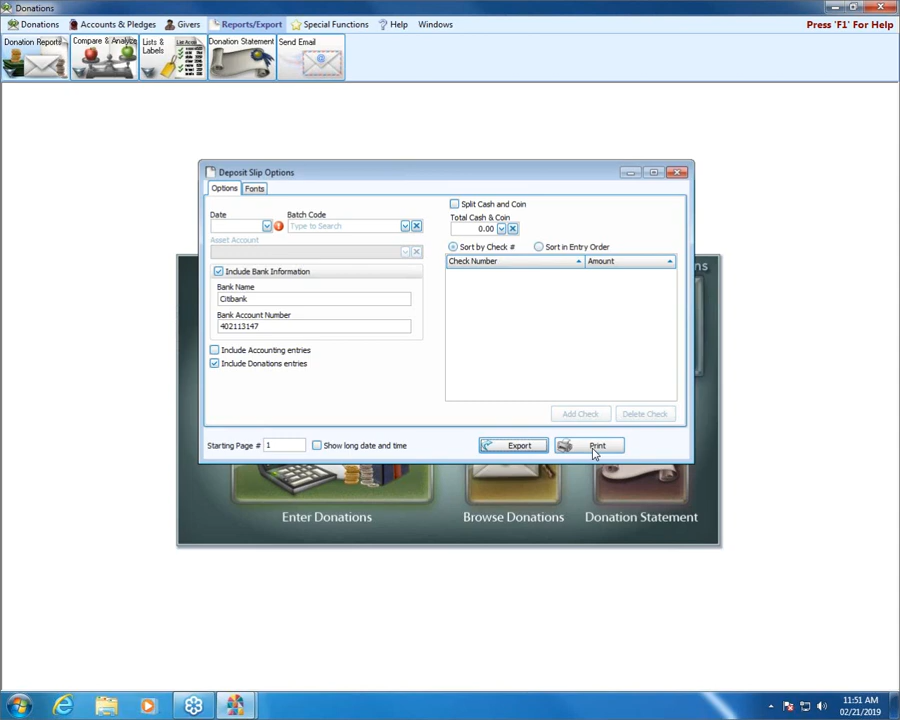 Donations
Donations Accounts & Pledges Givers Reports/Export Special Functions Help Windows Press 'F1' For Help
Donation Reports Compare & Analyze Lists & Labels Donation Statement Send Email
Deposit Slip Options
Options Fonts
Date Batch Code
Type to Search
Asset Account
Include Bank Information
Bank Name
Citibank
Bank Account Number
402113147
Include Accounting entries
Include Donations entries
Split Cash and Coin
Total Cash & Coin
0.00
Sort by Check # Sort in Entry Order
Check Number Amount
Add Check Delete Check
Starting Page # 1 Show long date and time Export Print
Enter Donations Browse Donations Donation Statement
11:51 AM
02/21/2019